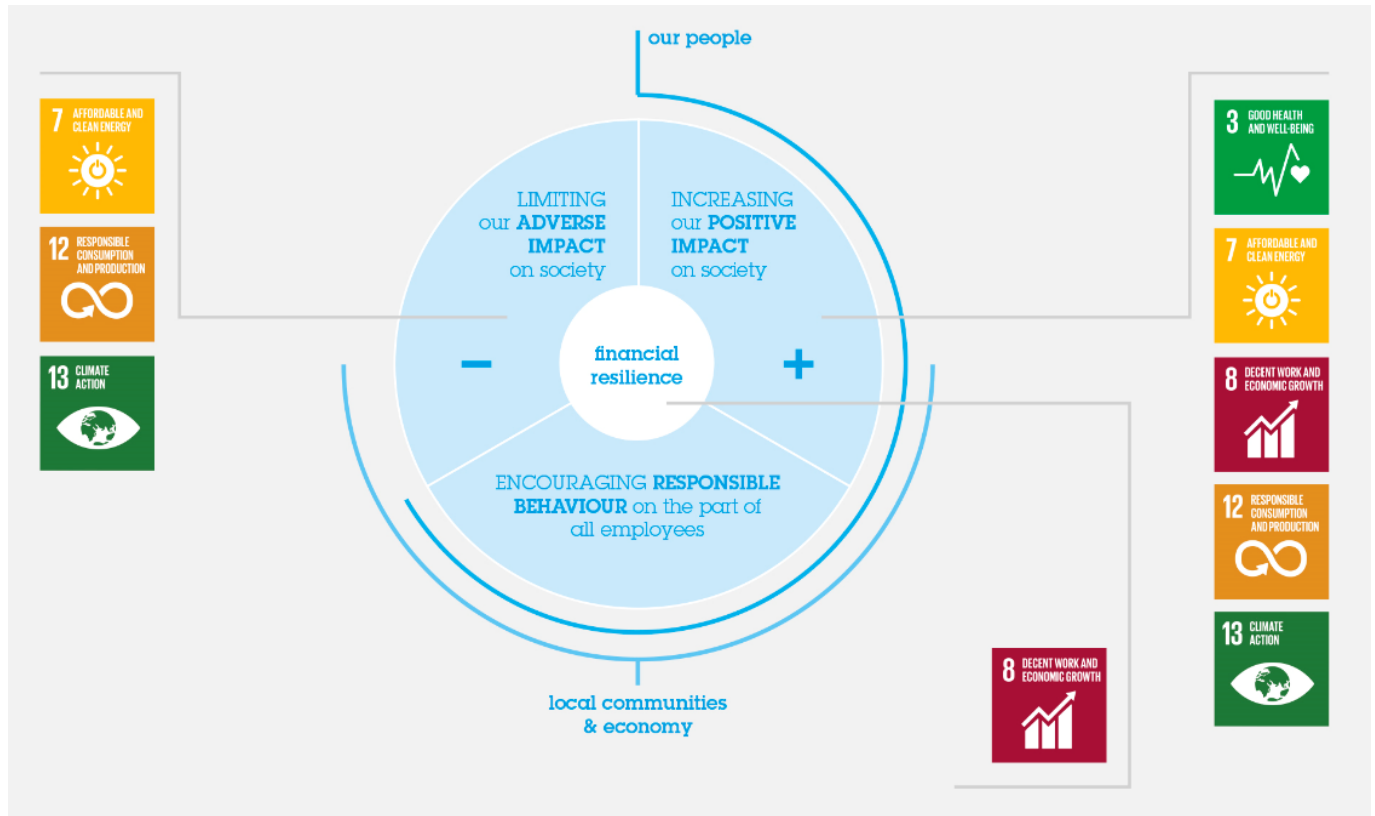 our people
7 AFFORDABLE AND
CLEAN ENERGY
12 RESPONSIBLE
CONSUMPTION
AND PRODUCTION
13 CLIMATE
ACTION
LIMITING
our ADVERSE
IMPACT
on society
INCREASING
our POSITIVE
IMPACT
on society
financial
resilience
−
+
ENCOURAGING RESPONSIBLE
BEHAVIOUR on the part of
all employees
local communities
& economy
3 GOOD HEALTH
AND WELL-BEING
7 AFFORDABLE AND
CLEAN ENERGY
8 DECENT WORK AND
ECONOMIC GROWTH
12 RESPONSIBLE
CONSUMPTION
AND PRODUCTION
13 CLIMATE
ACTION
8 DECENT WORK AND
ECONOMIC GROWTH